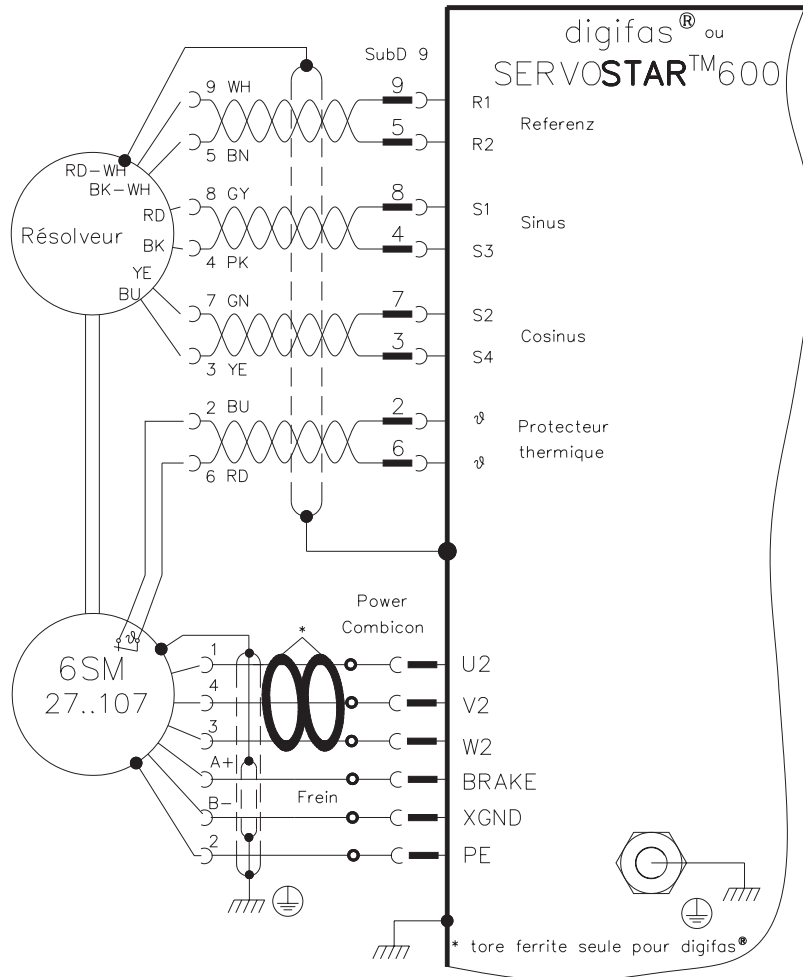 digifas® ou
SERVOSTAR™600
SubD 9
9 WH 9 R1
Referenz
5 BN 5 R2
RD-WH
BK-WH
8 GY 8 S1
RD
Sinus
Résolveur
BK
4 PK 4 S3
YE
BU
7 GN 7 S2
Cosinus
3 YE 3 S4
2 BU 2 ϑ
Protecteur
thermique
6 RD 6 ϑ
Power
Combicon
*
ϑ
1 U2
6SM
27..107
4 V2
3 W2
A+ BRAKE
Frein
B- XGND
2 PE
* tore ferrite seule pour digifas®